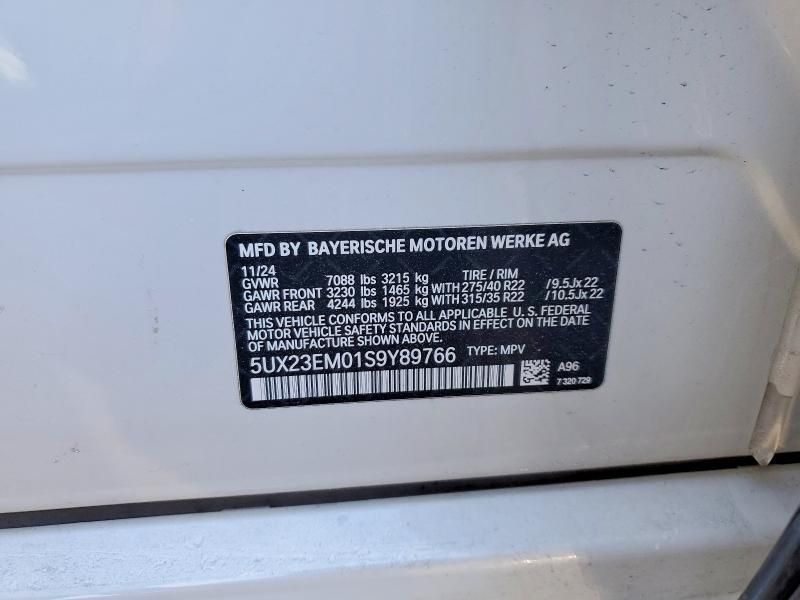 MFD BY BAYERISCHE MOTOREN WERKE AG
11/24
GVWR 7088 lbs 3215 kg TIRE / RIM
GAWR FRONT 3230 lbs 1465 kg WITH 275/40 R22 /9.5Jx22
GAWR REAR 4244 lbs 1925 kg WITH 315/35 R22 /10.5Jx22
THIS VEHICLE CONFORMS TO ALL APPLICABLE U. S. FEDERAL
MOTOR VEHICLE SAFETY STANDARDS IN EFFECT ON THE DATE
OF MANUFACTURE SHOWN ABOVE.
5UX23EM01S9Y89766 TYPE: MPV
A96
7 320 729